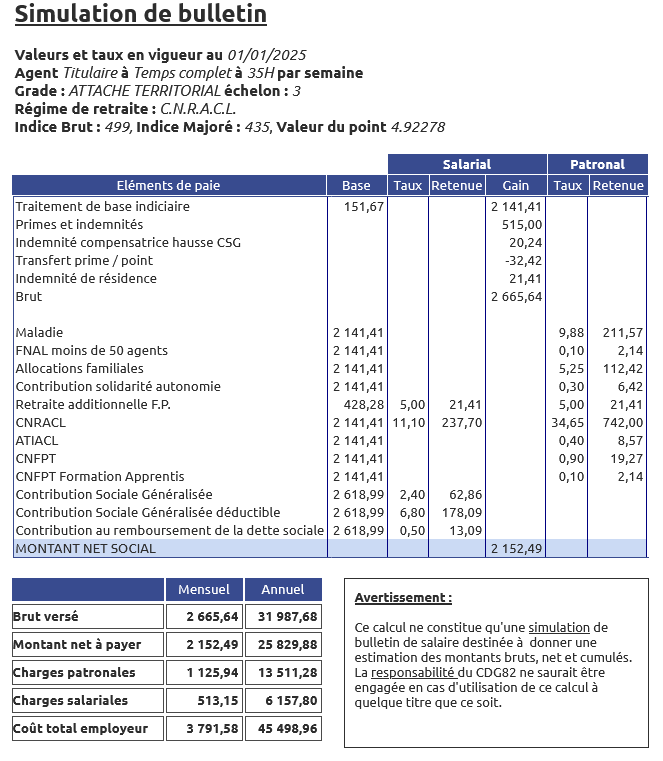 Simulation de bulletin
Valeurs et taux en vigueur au 01/01/2025
Agent Titulaire à Temps complet à 35H par semaine
Grade : ATTACHE TERRITORIAL échelon : 3
Régime de retraite : C.N.R.A.C.L.
Indice Brut : 499, Indice Majoré : 435, Valeur du point 4.92278
Salarial Patronal
Eléments de paie Base Taux Retenue Gain Taux Retenue
Traitement de base indiciaire 151,67 2 141,41
Primes et indemnités 515,00
Indemnité compensatrice hausse CSG 20,24
Transfert prime / point -32,42
Indemnité de résidence 21,41
Brut 2 665,64
Maladie 2 141,41 9,88 211,57
FNAL moins de 50 agents 2 141,41 0,10 2,14
Allocations familiales 2 141,41 5,25 112,42
Contribution solidarité autonomie 2 141,41 0,30 6,42
Retraite additionnelle F.P. 428,28 5,00 21,41 5,00 21,41
CNRACL 2 141,41 11,10 237,70 34,65 742,00
ATIACL 2 141,41 0,40 8,57
CNFPT 2 141,41 0,90 19,27
CNFPT Formation Apprentis 2 141,41 0,10 2,14
Contribution Sociale Généralisée 2 618,99 2,40 62,86
Contribution Sociale Généralisée déductible 2 618,99 6,80 178,09
Contribution au remboursement de la dette sociale 2 618,99 0,50 13,09
MONTANT NET SOCIAL 2 152,49
Mensuel Annuel
Brut versé 2 665,64 31 987,68
Montant net à payer 2 152,49 25 829,88
Charges patronales 1 125,94 13 511,28
Charges salariales 513,15 6 157,80
Coût total employeur 3 791,58 45 498,96
Avertissement :
Ce calcul ne constitue qu'une simulation de
bulletin de salaire destinée à donner une
estimation des montants bruts, net et cumulés.
La responsabilité du CDG82 ne saurait être
engagée en cas d'utilisation de ce calcul à
quelque titre que ce soit.